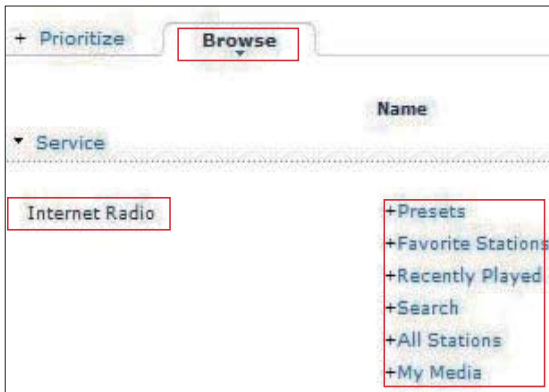 + Prioritize Browse
Name
Service
Internet Radio +Presets
+Favorite Stations
+Recently Played
+Search
+All Stations
+My Media